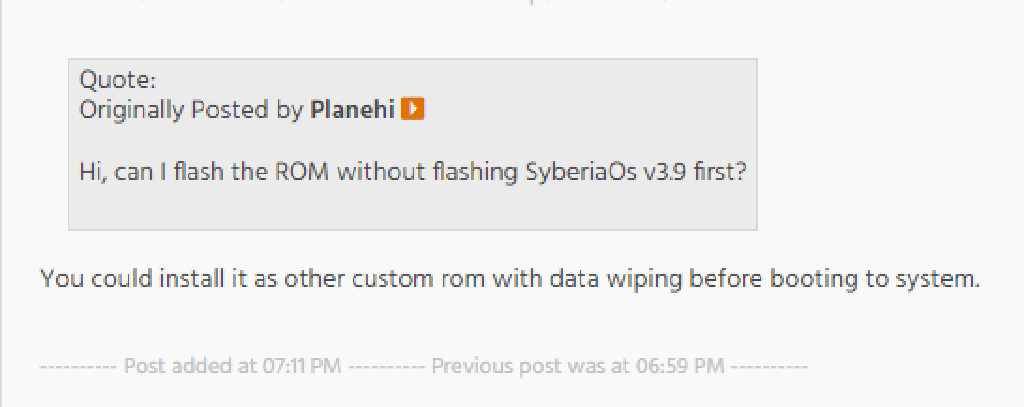 Quote:
Originally Posted by Planehi
Hi, can I flash the ROM without flashing SyberiaOs v3.9 first?
You could install it as other custom rom with data wiping before booting to system.
---------- Post added at 07:11 PM ---------- Previous post was at 06:59 PM ----------